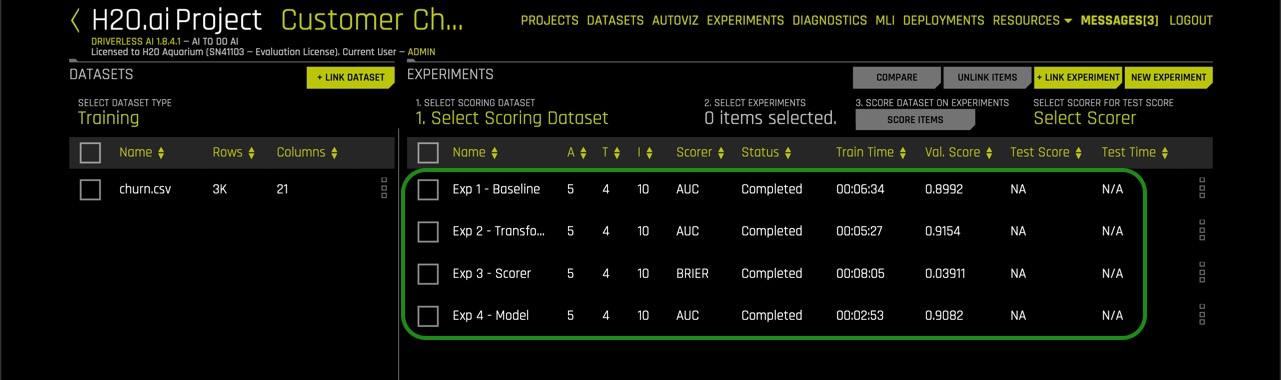 H2O.ai Project Customer Ch...
PROJECTS DATASETS AUTOVIZ EXPERIMENTS DIAGNOSTICS MLI DEPLOYMENTS RESOURCES MESSAGES[3] LOGOUT
DRIVERLESS AI 1.8.4.1 – AI TO DO AI
Licensed to H2O Aquarium (SN41103 – Evaluation License), Current User – ADMIN
DATASETS
+ LINK DATASET
SELECT DATASET TYPE
Training
Name Rows Columns
churn.csv 3K 21
EXPERIMENTS
COMPARE UNLINK ITEMS + LINK EXPERIMENT NEW EXPERIMENT
1. SELECT SCORING DATASET
1. Select Scoring Dataset
2. SELECT EXPERIMENTS
0 items selected.
3. SCORE DATASET ON EXPERIMENTS
SCORE ITEMS
SELECT SCORER FOR TEST SCORE
Select Scorer
Name A T I Scorer Status Train Time Val. Score Test Score Test Time
Exp 1 - Baseline 5 4 10 AUC Completed 00:06:34 0.8992 NA N/A
Exp 2 - Transfo... 5 4 10 AUC Completed 00:05:27 0.9154 NA N/A
Exp 3 - Scorer 5 4 10 BRIER Completed 00:08:05 0.03911 NA N/A
Exp 4 - Model 5 4 10 AUC Completed 00:02:53 0.9082 NA N/A